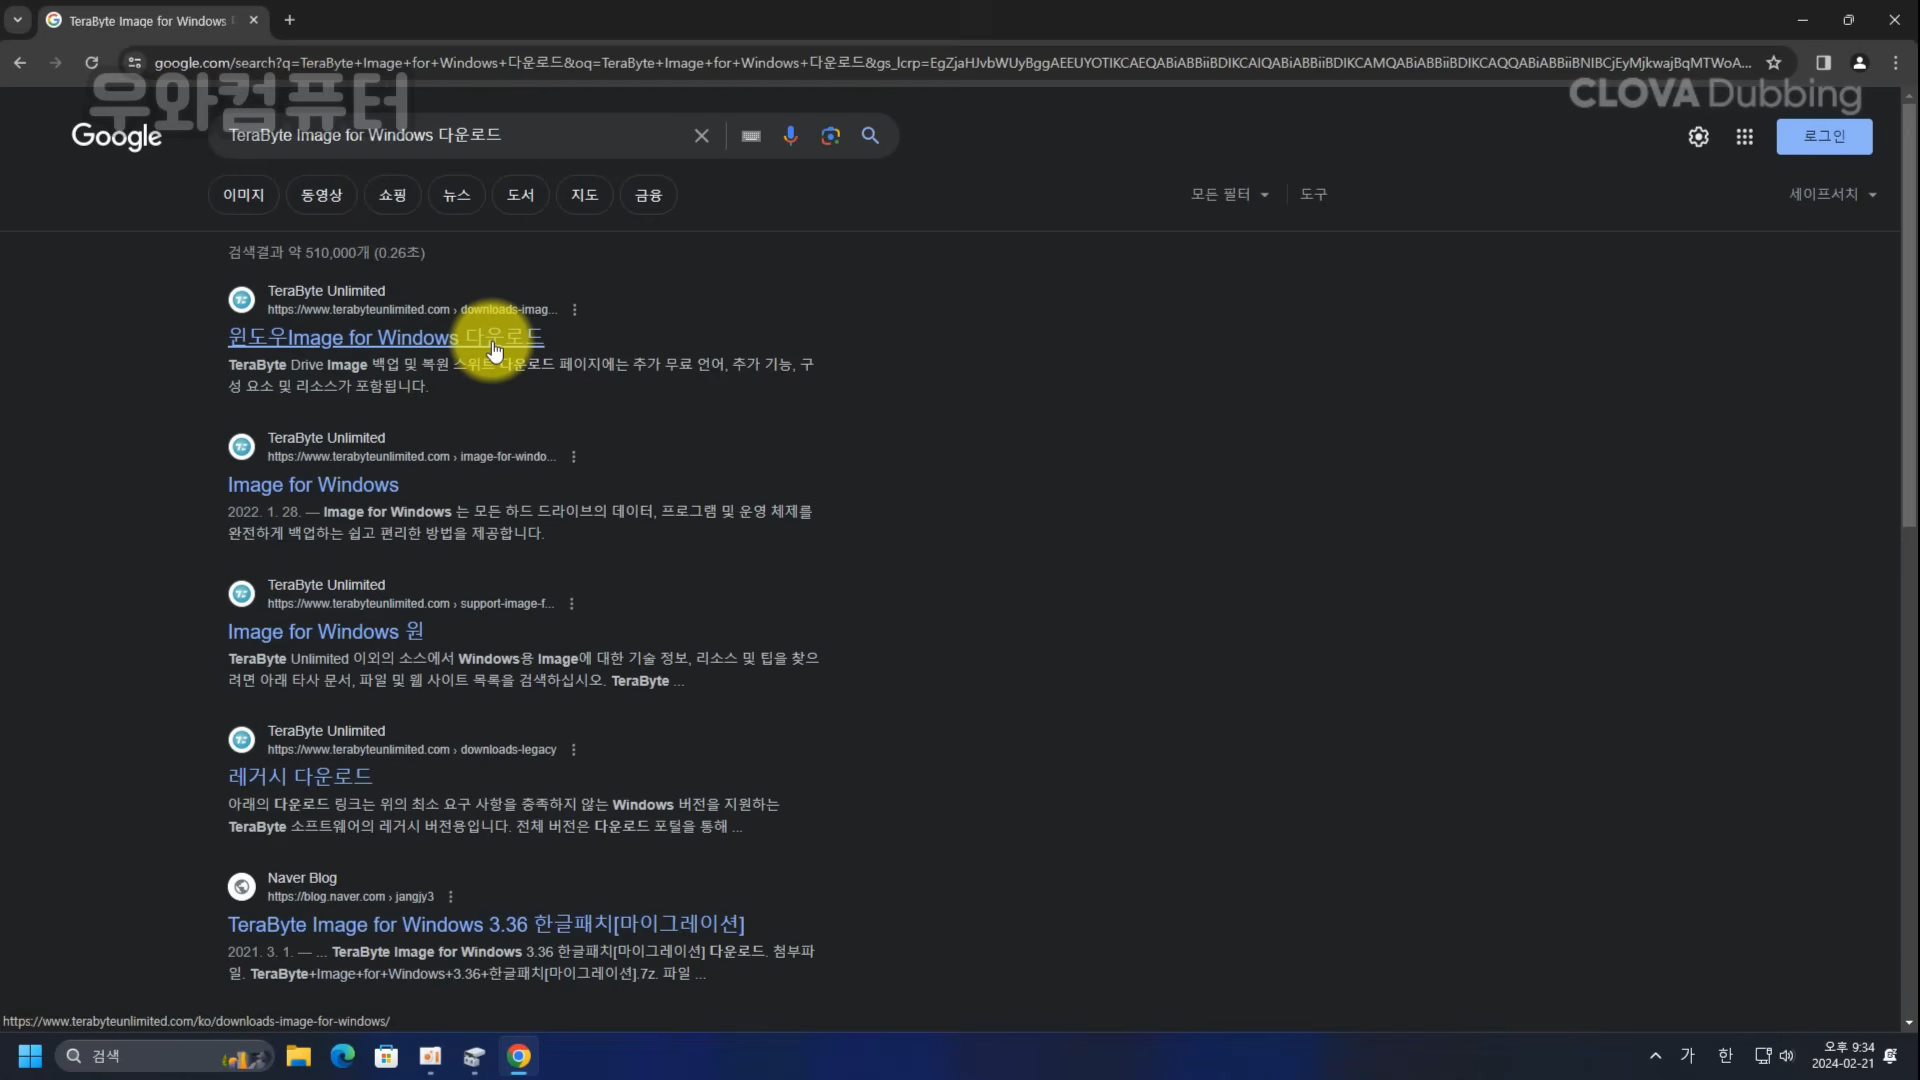 TeraByte Image for Windows
google.com/search?q=TeraByte+Image+for+Windows+다운로드&oq=TeraByte+Image+for+Windows+다운로드&gs_lcrp=EgZjaHJvbWUyBggAEEUYOTIKCAEQABiABBiiBDIKCAIQABiABBiiBDIKCAMQABiABBiiBDIKCAQQABiABBiiBNIBCjEyMjkwajBqMTWoA...
우와컴퓨터
CLOVA Dubbing
Google
TeraByte Image for Windows 다운로드
로그인
이미지 동영상 쇼핑 뉴스 도서 지도 금융
모든 필터 도구 세이프서치
검색결과 약 510,000개 (0.26초)
TeraByte Unlimited
https://www.terabyteunlimited.com › downloads-imag...
윈도우Image for Windows 다운로드
TeraByte Drive Image 백업 및 복원 스위트 다운로드 페이지에는 추가 무료 언어, 추가 기능, 구
성 요소 및 리소스가 포함됩니다.
TeraByte Unlimited
https://www.terabyteunlimited.com › image-for-windo...
Image for Windows
2022. 1. 28. — Image for Windows 는 모든 하드 드라이브의 데이터, 프로그램 및 운영 체제를
완전하게 백업하는 쉽고 편리한 방법을 제공합니다.
TeraByte Unlimited
https://www.terabyteunlimited.com › support-image-f...
Image for Windows 원
TeraByte Unlimited 이외의 소스에서 Windows용 Image에 대한 기술 정보, 리소스 및 팁을 찾으
려면 아래 타사 문서, 파일 및 웹 사이트 목록을 검색하십시오. TeraByte ...
TeraByte Unlimited
https://www.terabyteunlimited.com › downloads-legacy
레거시 다운로드
아래의 다운로드 링크는 위의 최소 요구 사항을 충족하지 않는 Windows 버전을 지원하는
TeraByte 소프트웨어의 레거시 버전용입니다. 전체 버전은 다운로드 포털을 통해 ...
Naver Blog
https://blog.naver.com › jangjy3
TeraByte Image for Windows 3.36 한글패치[마이그레이션]
2021. 3. 1. — ... TeraByte Image for Windows 3.36 한글패치[마이그레이션] 다운로드. 첨부파
일. TeraByte+Image+for+Windows+3.36+한글패치[마이그레이션].7z. 파일 ...
https://www.terabyteunlimited.com/ko/downloads-image-for-windows/
검색
가 한
오후 9:34
2024-02-21